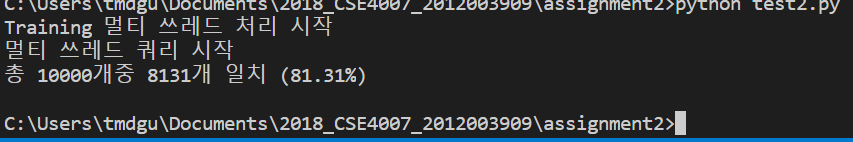 C:\Users\tmdgu\Documents\2018_CSE4007_2012003909\assignment2>python test2.py
Training 멀티 쓰레드 처리 시작
멀티 쓰레드 쿼리 시작
총 10000개중 8131개 일치 (81.31%)
C:\Users\tmdgu\Documents\2018_CSE4007_2012003909\assignment2>